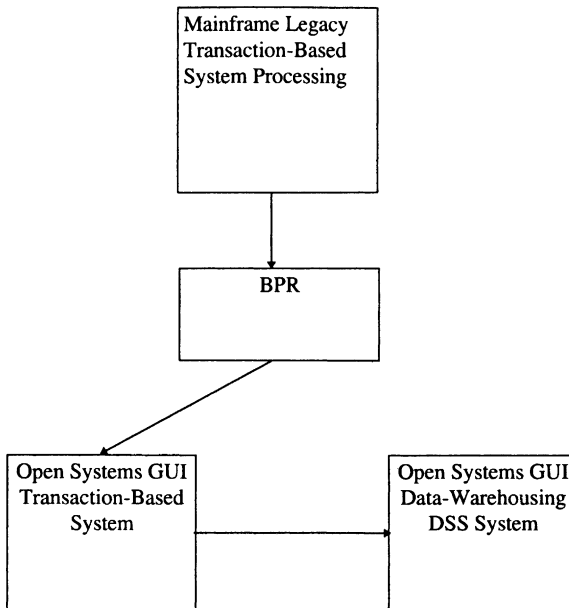 Mainframe Legacy
Transaction-Based
System Processing
BPR
Open Systems GUI
Transaction-Based
System
Open Systems GUI
Data-Warehousing
DSS System